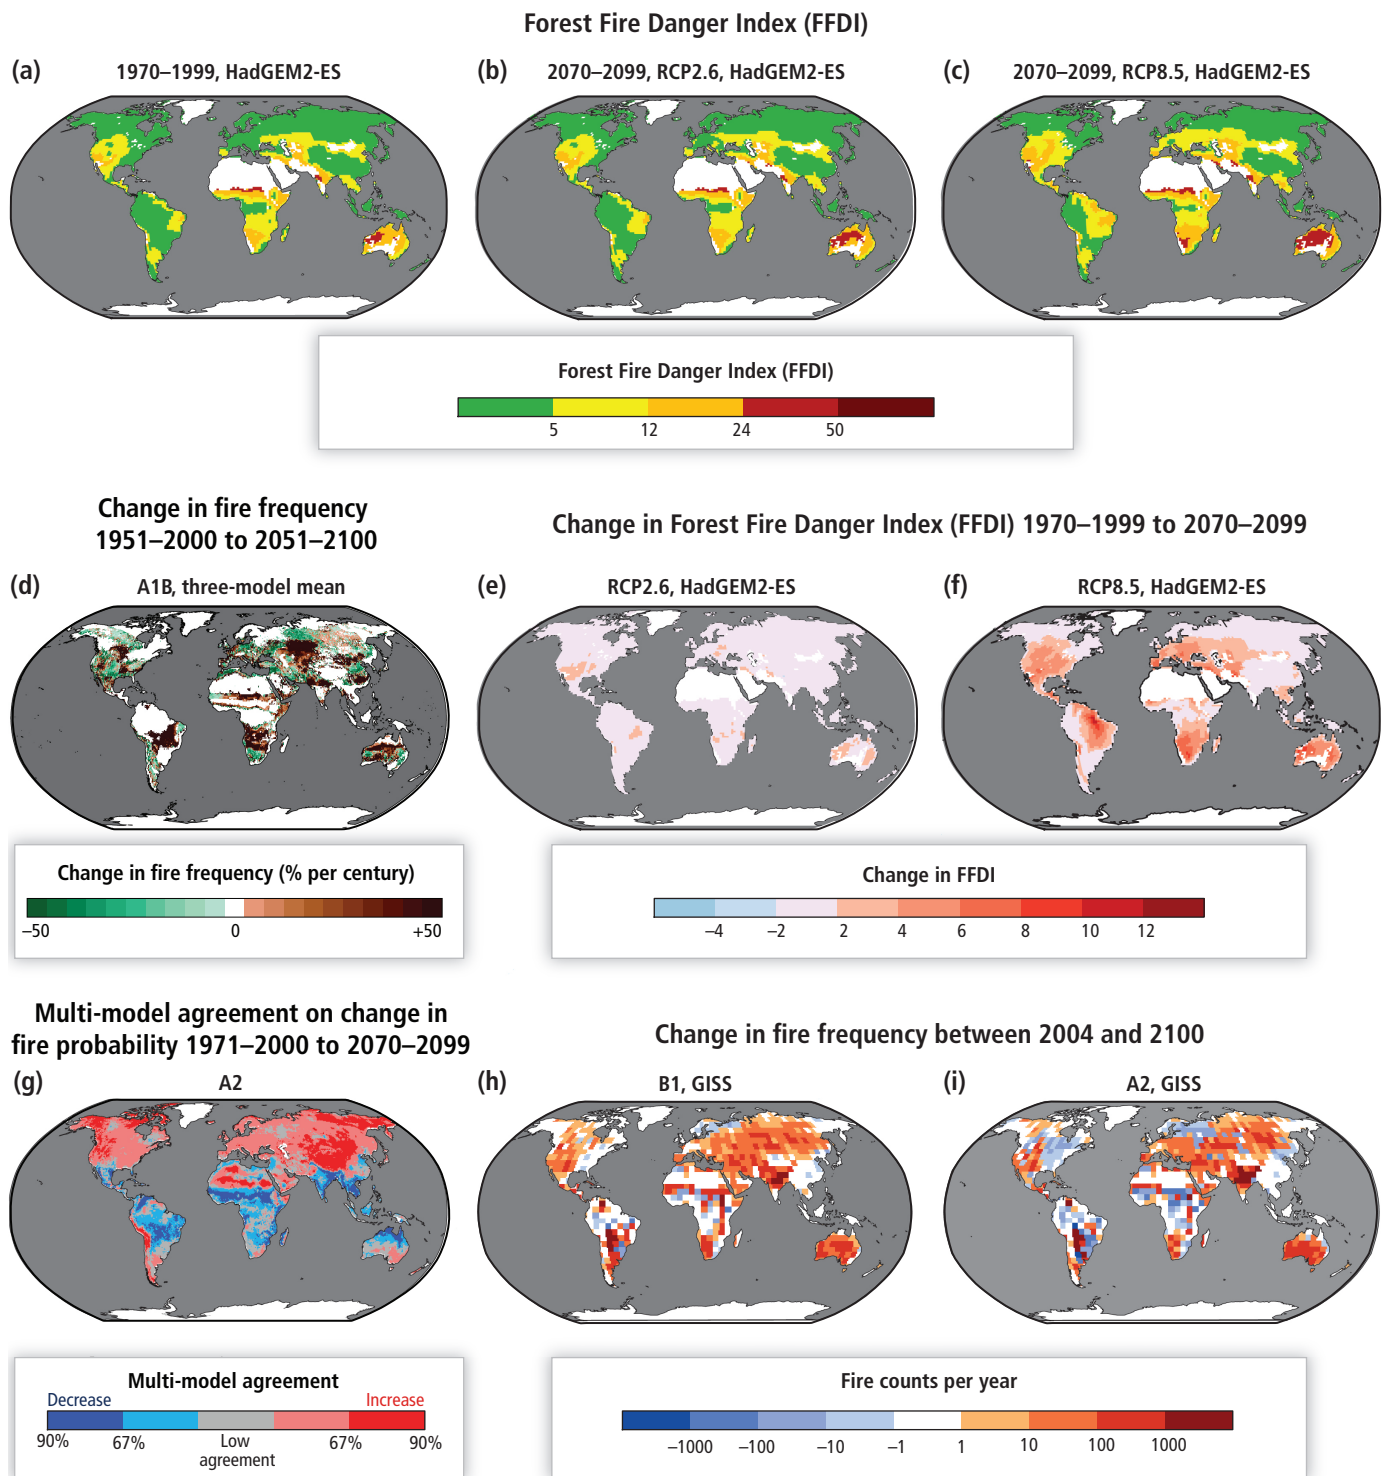 Forest Fire Danger Index (FFDI)
(a) 1970–1999, HadGEM2-ES
(b) 2070–2099, RCP2.6, HadGEM2-ES
(c) 2070–2099, RCP8.5, HadGEM2-ES
Forest Fire Danger Index (FFDI)
5 12 24 50
Change in fire frequency
1951–2000 to 2051–2100
Change in Forest Fire Danger Index (FFDI) 1970–1999 to 2070–2099
(d) A1B, three-model mean
(e) RCP2.6, HadGEM2-ES
(f) RCP8.5, HadGEM2-ES
Change in fire frequency (% per century)
–50 0 +50
Change in FFDI
–4 –2 2 4 6 8 10 12
Multi-model agreement on change in
fire probability 1971–2000 to 2070–2099
Change in fire frequency between 2004 and 2100
(g) A2
(h) B1, GISS
(i) A2, GISS
Multi-model agreement
Decrease Increase
90% 67% Low 67% 90%
agreement
Fire counts per year
–1000 –100 –10 –1 1 10 100 1000